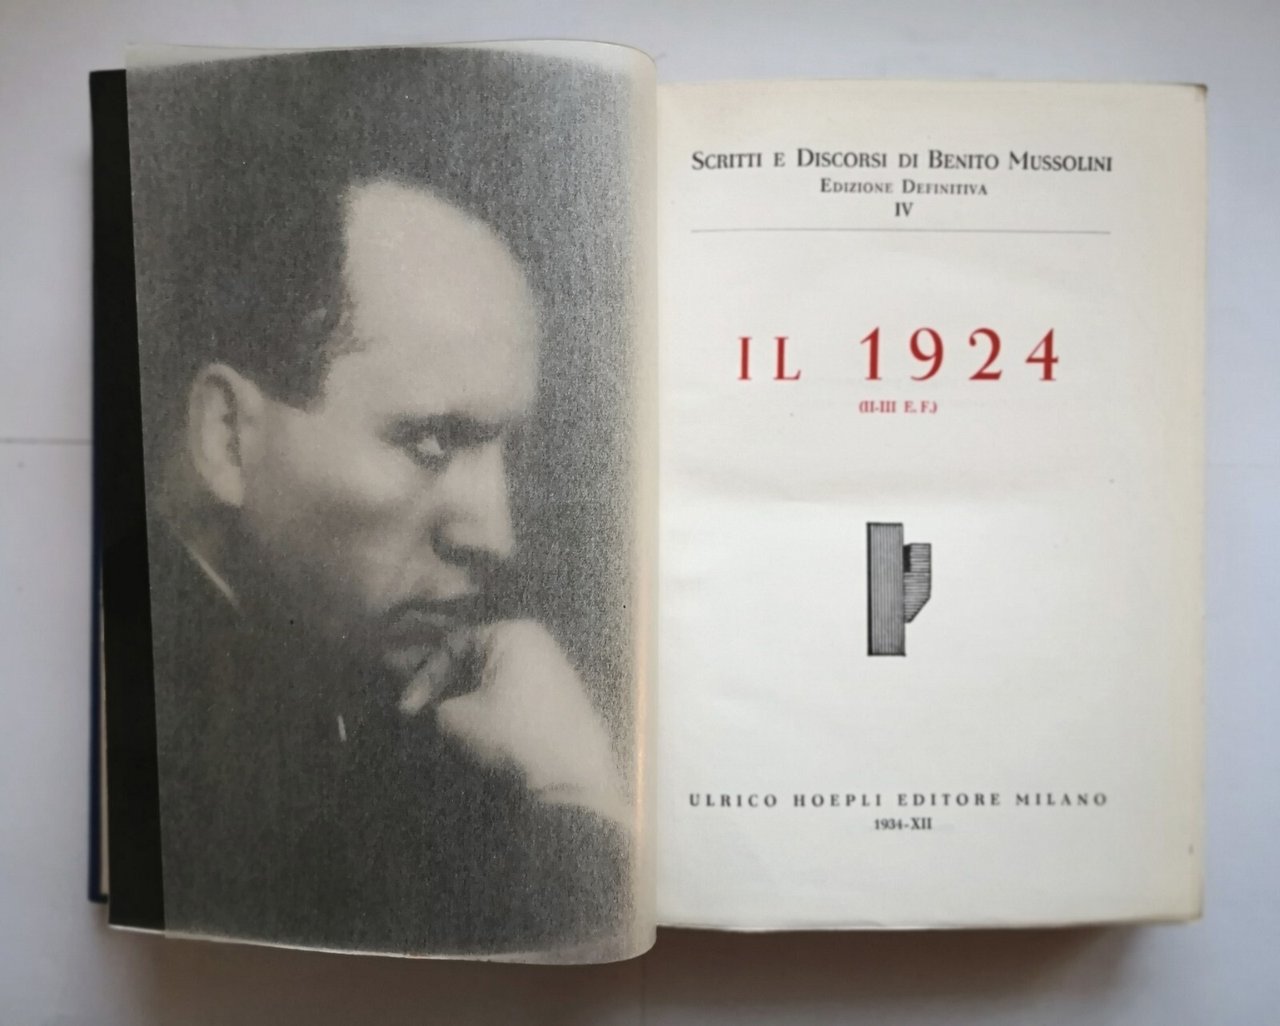 SCRITTI E DISCORSI DI BENITO MUSSOLINI
EDIZIONE DEFINITIVA
IV
IL 1924
(II-III E. F.)
ULRICO HOEPLI EDITORE MILANO
1934-XII